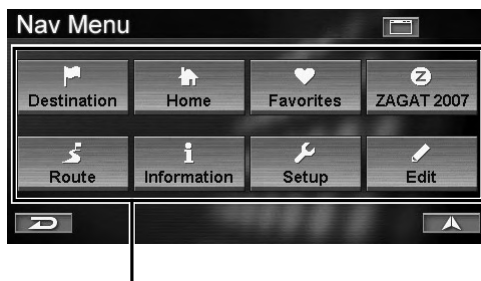 Nav Menu
Destination Home Favorites ZAGAT 2007
Route Information Setup Edit